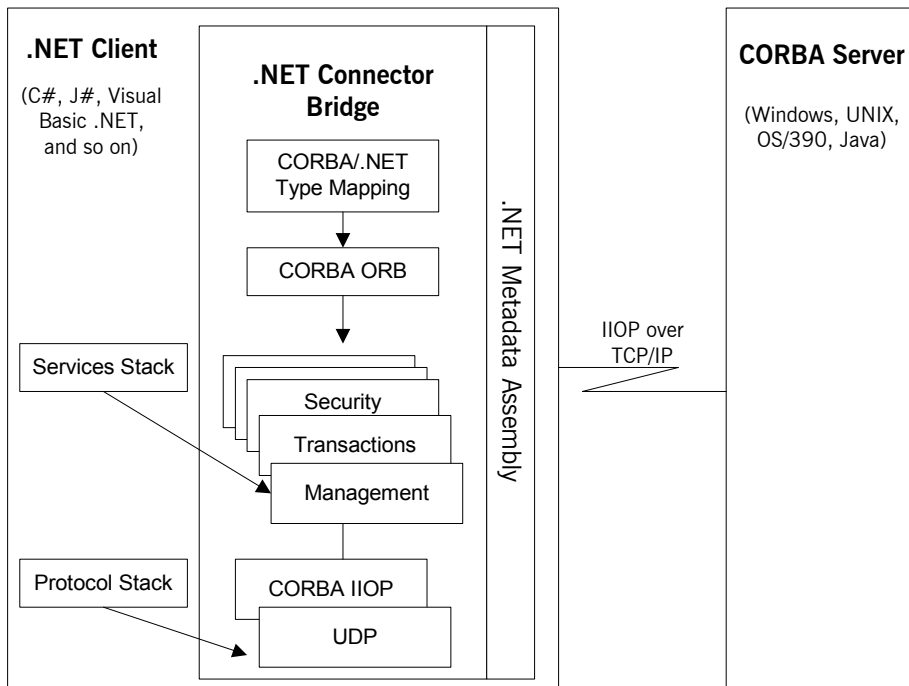 .NET Client
(C#, J#, Visual
Basic .NET,
and so on)
.NET Connector
Bridge
CORBA/.NET
Type Mapping
CORBA ORB
Services Stack
Security
Transactions
Management
Protocol Stack
CORBA IIOP
UDP
.NET Metadata Assembly
IIOP over
TCP/IP
CORBA Server
(Windows, UNIX,
OS/390, Java)